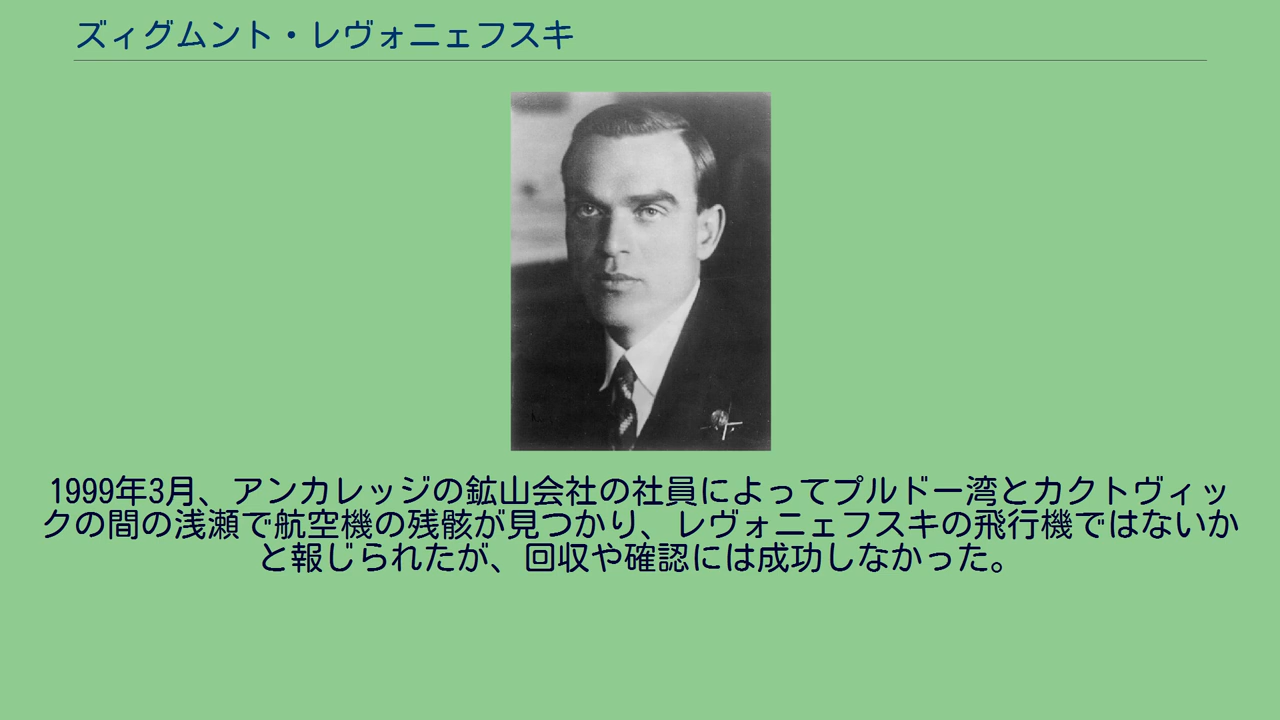 ズィグムント・レヴォニェフスキ
1999年3月、アンカレッジの鉱山会社の社員によってプルドー湾とカクトヴィッ
クの間の浅瀬で航空機の残骸が見つかり、レヴォニェフスキの飛行機ではないか
と報じられたが、回収や確認には成功しなかった。